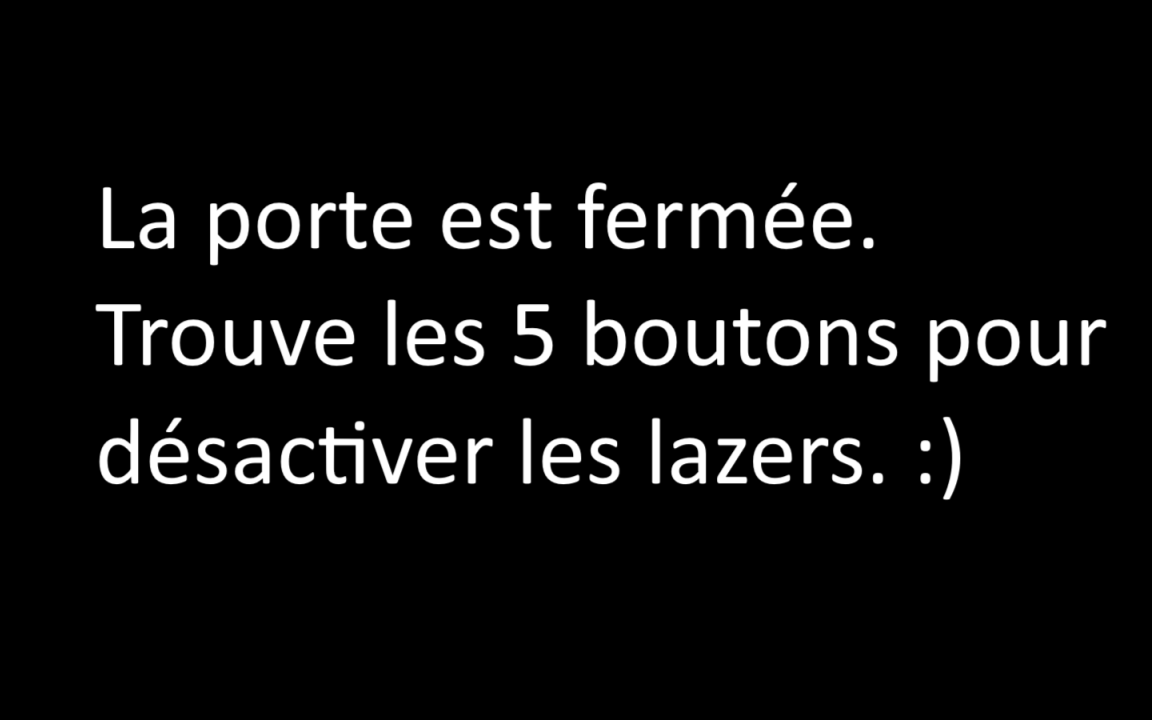 La porte est fermée.
Trouve les 5 boutons pour
désactiver les lazers. :)